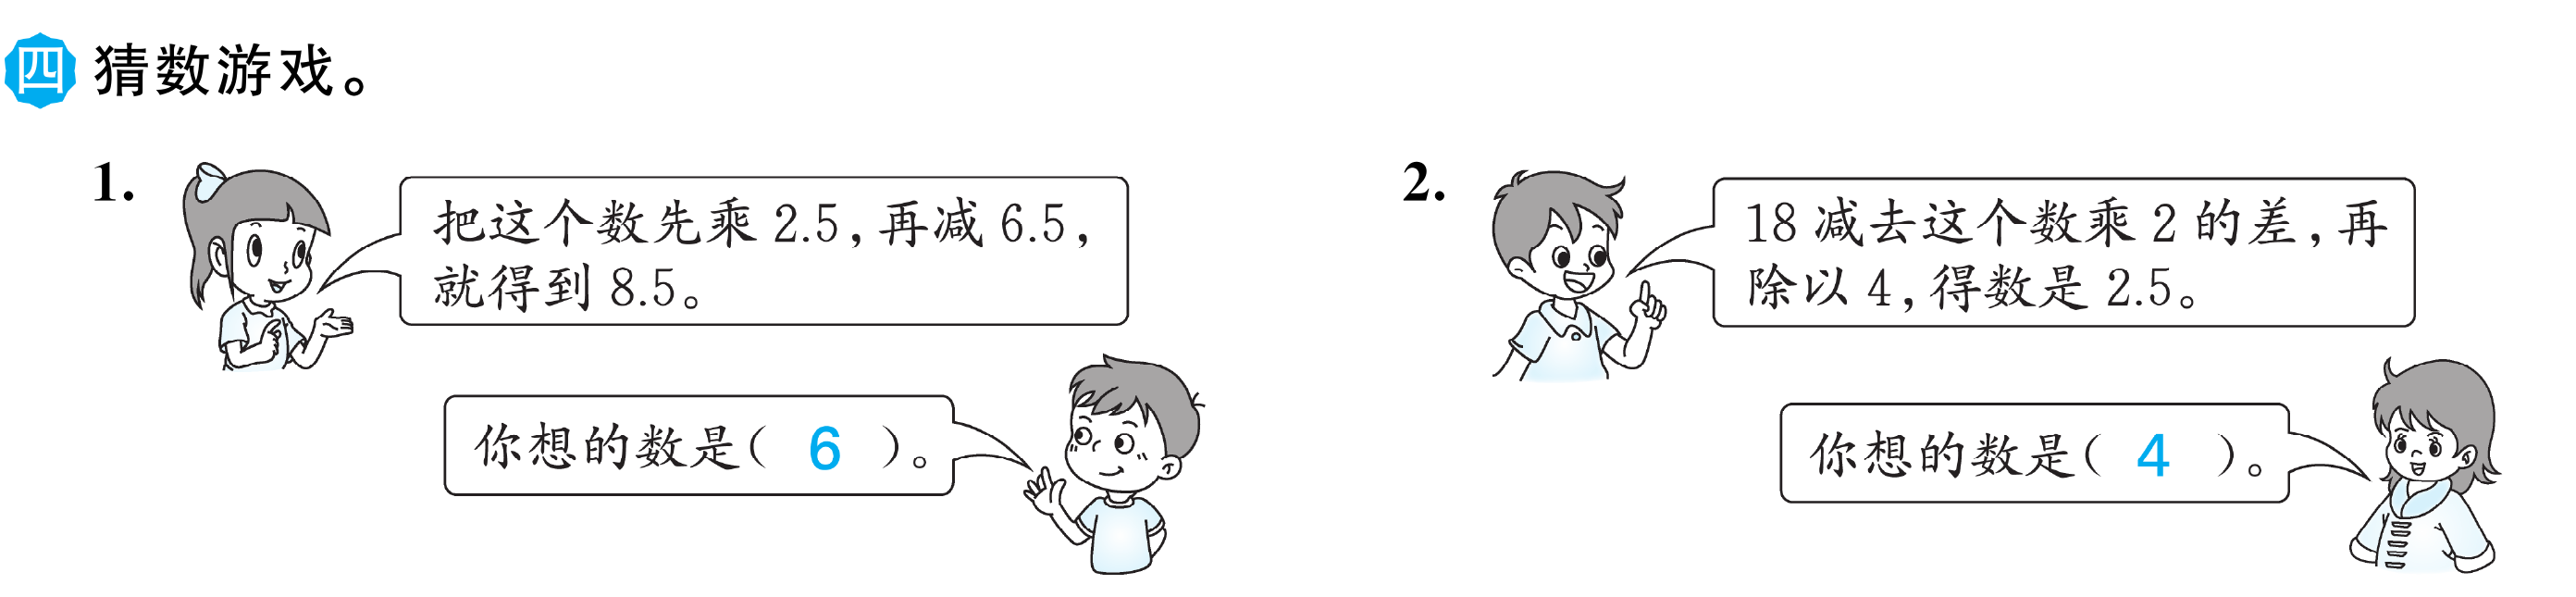 四 猜数游戏。
1.
把这个数先乘 2.5,再减 6.5,
就得到 8.5。
你想的数是( 6 )。
2.
18 减去这个数乘 2 的差,再
除以 4,得数是 2.5。
你想的数是( 4 )。